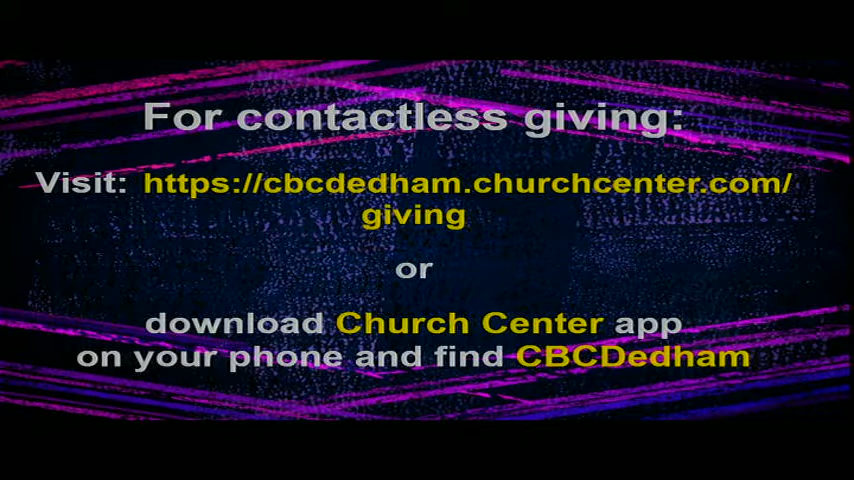 For contactless giving:
Visit: https://cbcdedham.churchcenter.com/
giving
or
download Church Center app
on your phone and find CBCDedham